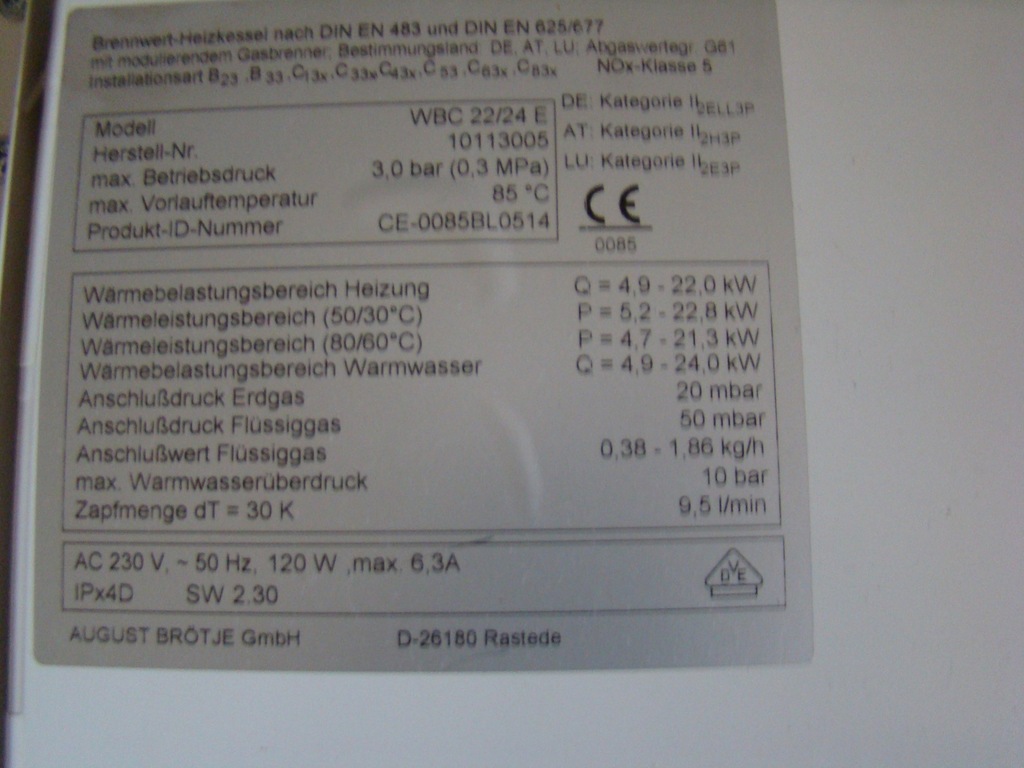 Brennwert-Heizkessel nach DIN EN 483 und DIN EN 625/677
mit modulierendem Gasbrenner; Bestimmungsland: DE, AT, LU; Abgaswertegr. G61
Installationsart B23 ,B 33 ,C13x ,C 33x C43x ,C 53 ,C63x ,C83x NOx-Klasse 5
Modell WBC 22/24 E
Herstell-Nr. 10113005
max. Betriebsdruck 3,0 bar (0,3 MPa)
max. Vorlauftemperatur 85 °C
Produkt-ID-Nummer CE-0085BL0514
DE: Kategorie II2ELL3P
AT: Kategorie II2H3P
LU: Kategorie II2E3P
CE
0085
Wärmebelastungsbereich Heizung Q = 4,9 - 22,0 kW
Wärmeleistungsbereich (50/30°C) P = 5,2 - 22,8 kW
Wärmeleistungsbereich (80/60°C) P = 4,7 - 21,3 kW
Wärmebelastungsbereich Warmwasser Q = 4,9 - 24,0 kW
Anschlußdruck Erdgas 20 mbar
Anschlußdruck Flüssiggas 50 mbar
Anschlußwert Flüssiggas 0,38 - 1,86 kg/h
max. Warmwasserüberdruck 10 bar
Zapfmenge dT = 30 K 9,5 l/min
AC 230 V, ~ 50 Hz, 120 W ,max. 6,3A
IPx4D SW 2.30
DVE
AUGUST BRÖTJE GmbH D-26180 Rastede